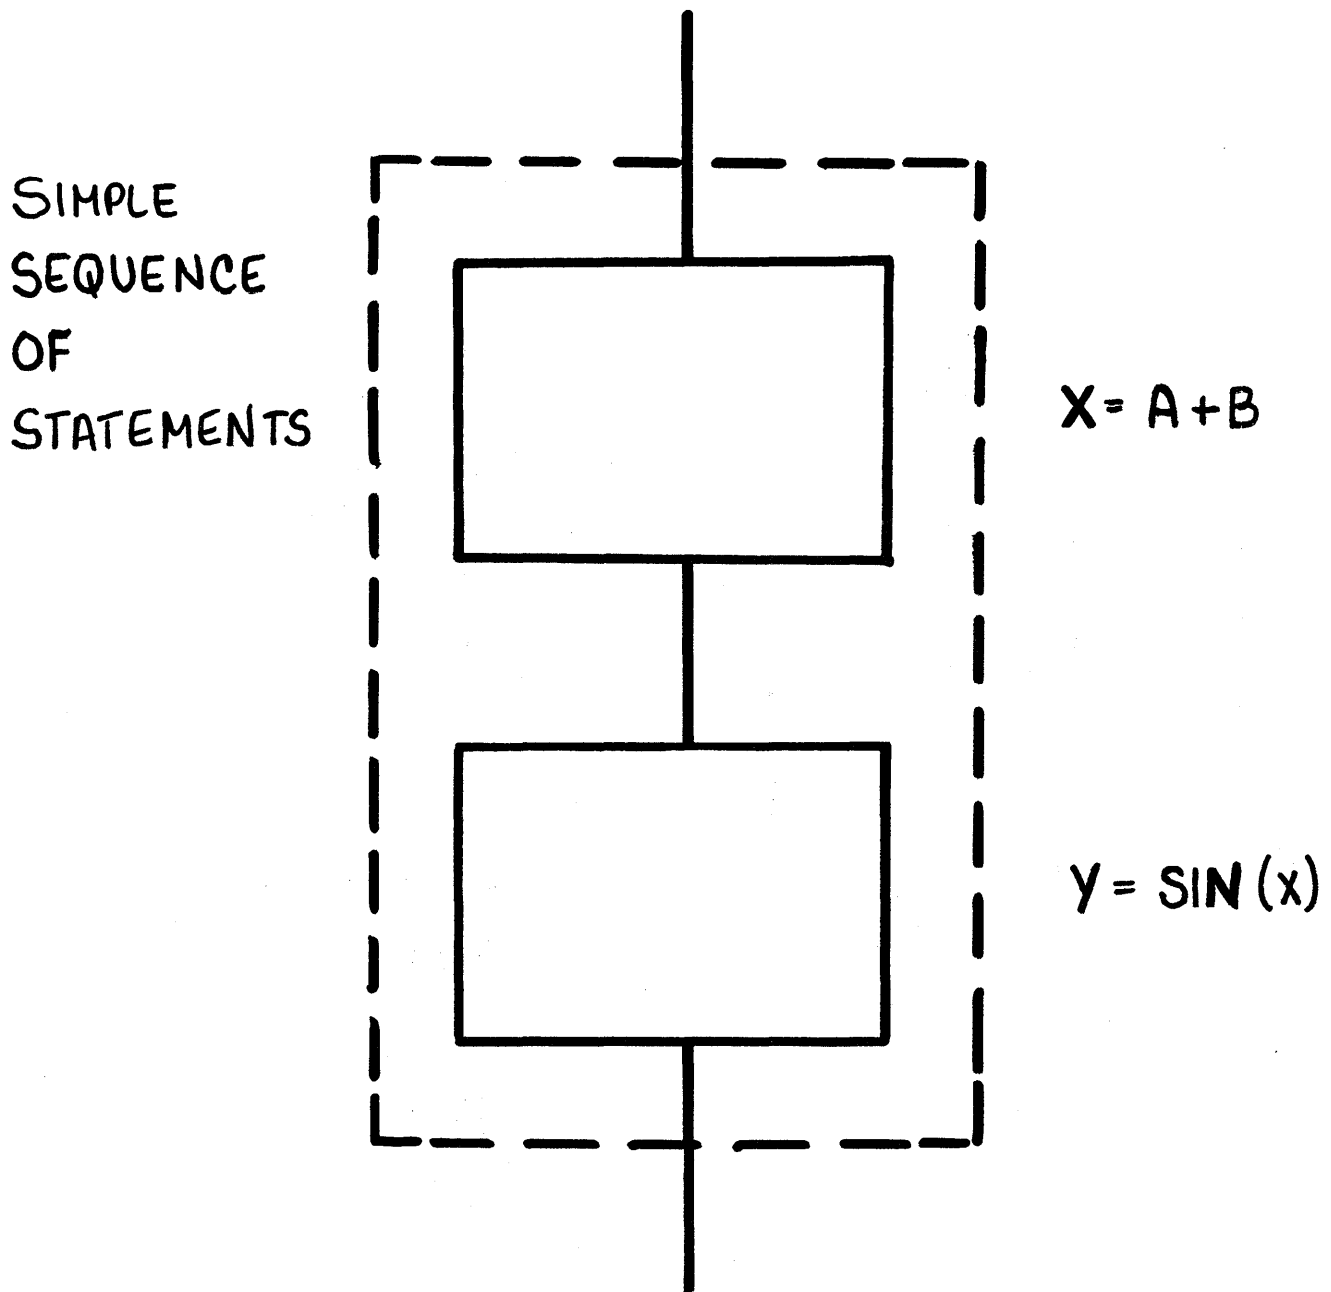 SIMPLE
SEQUENCE
OF
STATEMENTS
X = A + B
Y = SIN (X)